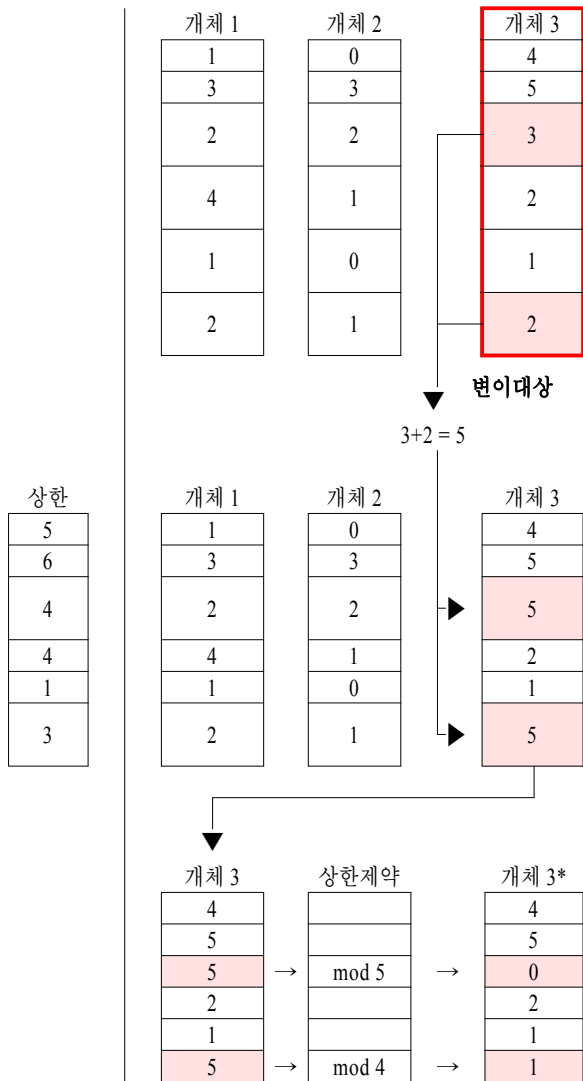 개체 1 개체 2 개체 3
1 0 4
3 3 5
2 2 3
4 1 2
1 0 1
2 1 2
변이대상
3+2 = 5
상한 개체 1 개체 2 개체 3
5 1 0 4
6 3 3 5
4 2 2 5
4 4 1 2
1 1 0 1
3 2 1 5
개체 3 상한제약 개체 3*
4 4
5 5
5 → mod 5 → 0
2 2
1 1
5 → mod 4 → 1